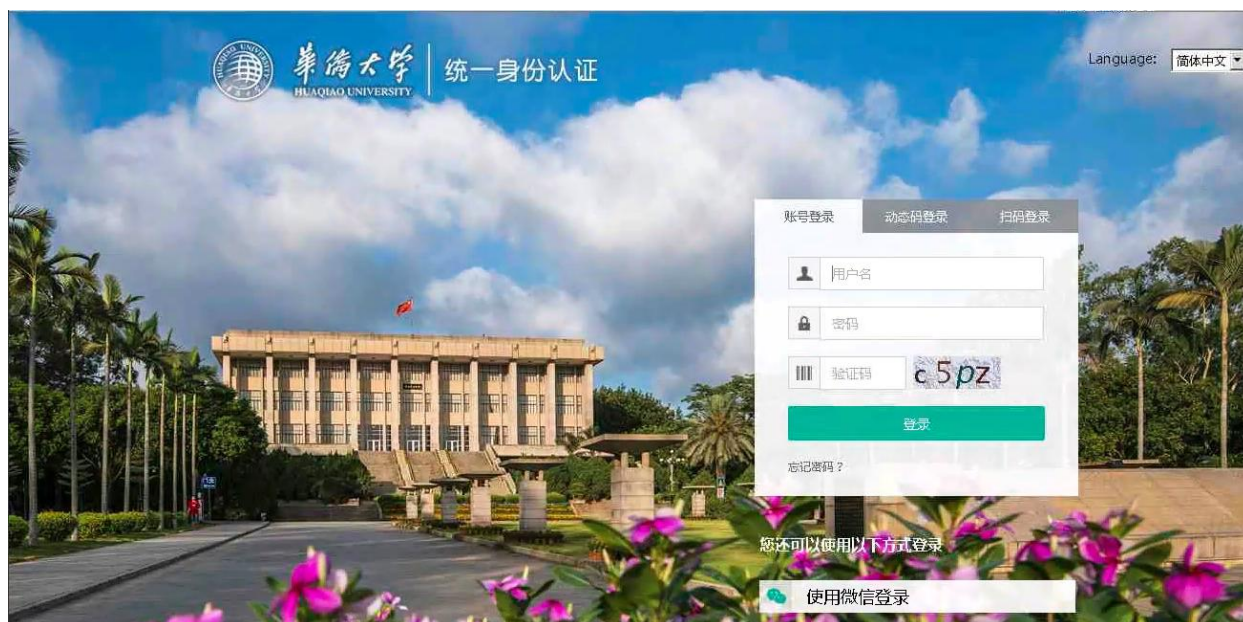 華僑大学
HUAQIAO UNIVERSITY
统一身份认证
Language: 简体中文
账号登录 动态码登录 扫码登录
用户名
密码
验证码 c5pz
登录
忘记密码？
您还可以使用以下方式登录
使用微信登录